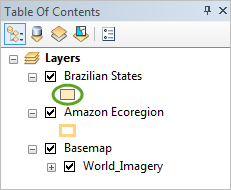 Table Of Contents
Layers
Brazilian States
Amazon Ecoregion
Basemap
World_Imagery